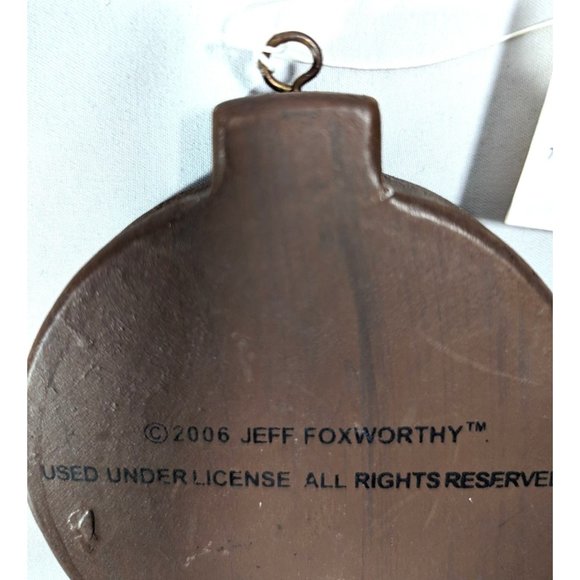 ©2006 JEFF FOXWORTHY™
USED UNDER LICENSE ALL RIGHTS RESERVED